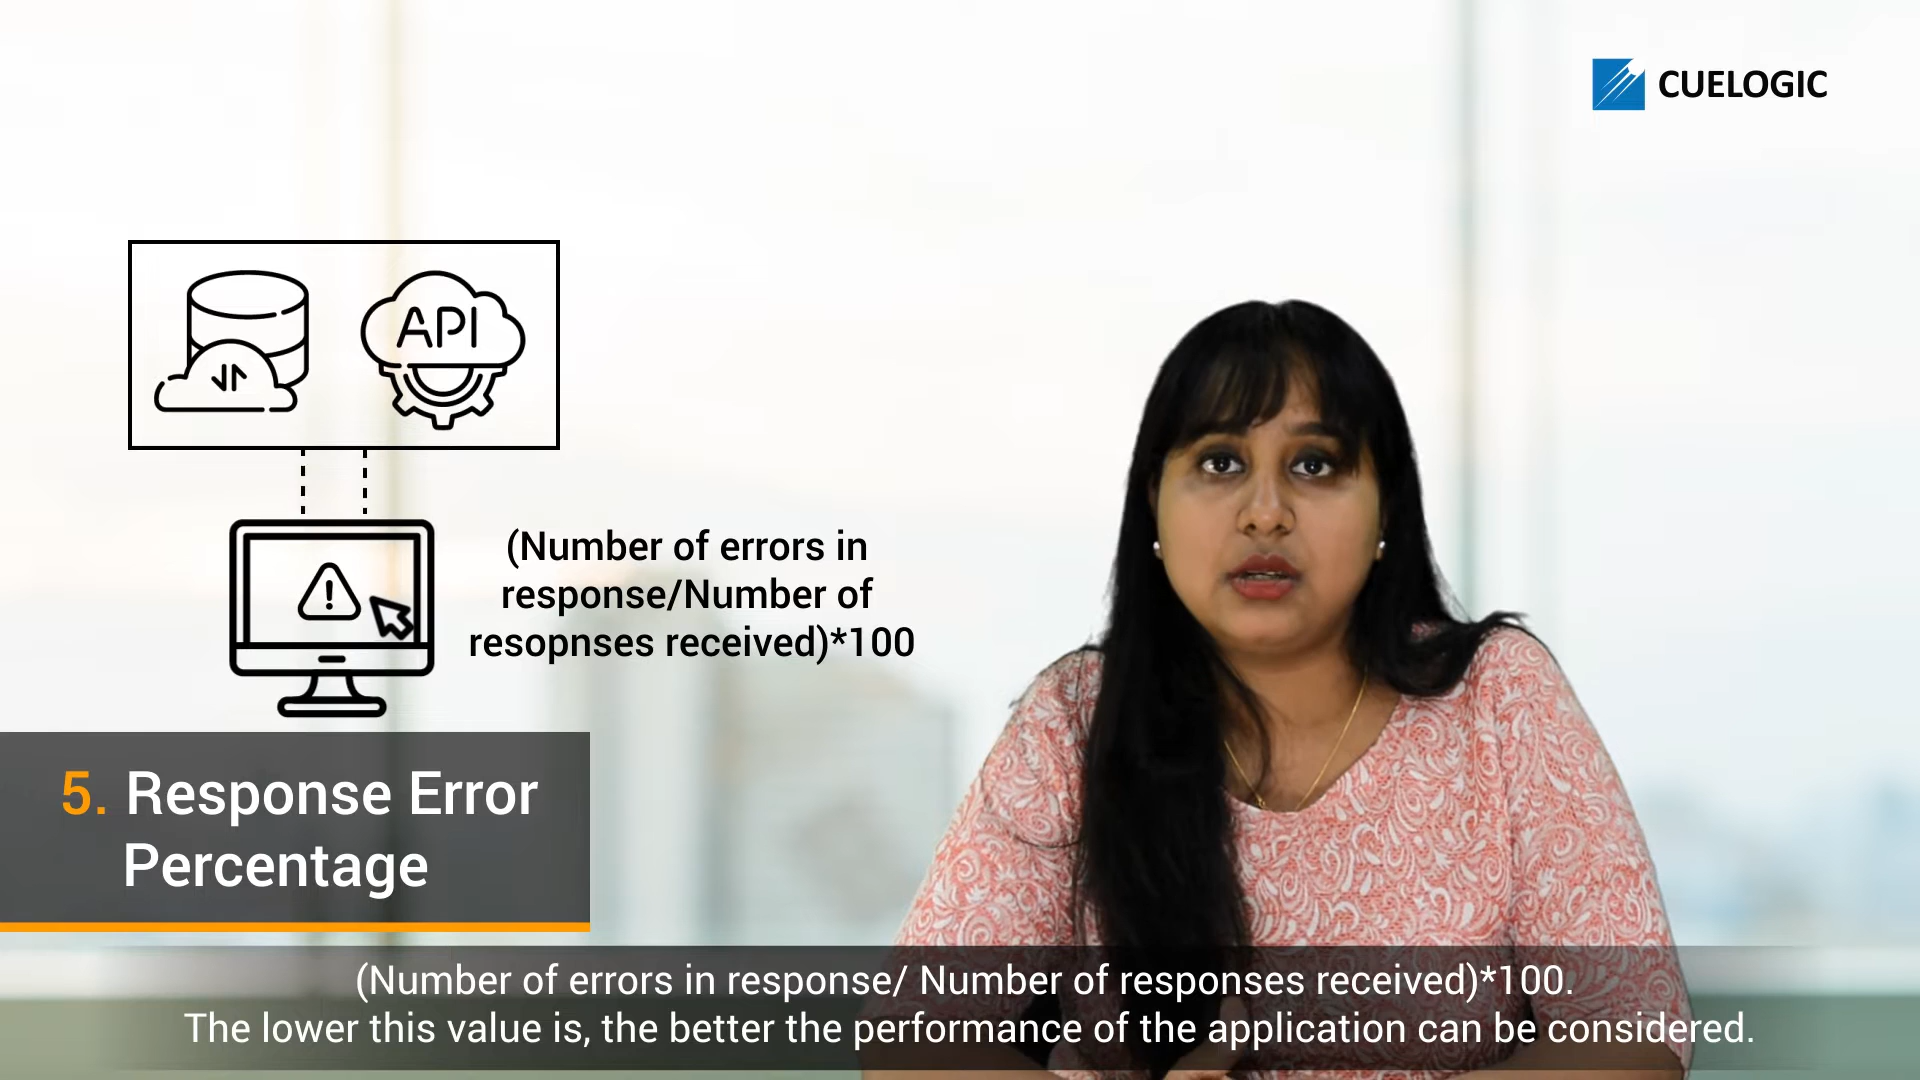 CUELOGIC
API
(Number of errors in
response/Number of
resopnses received)*100
5. Response Error
Percentage
(Number of errors in response/ Number of responses received)*100.
The lower this value is, the better the performance of the application can be considered.